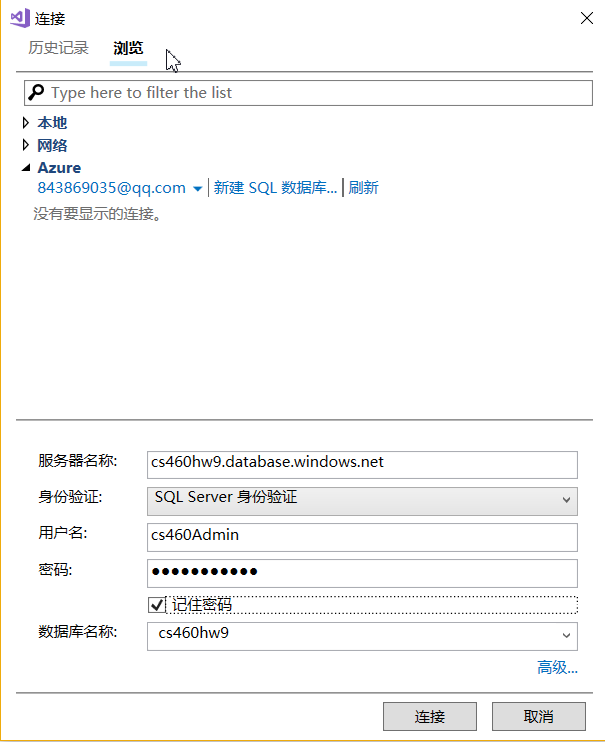 连接
历史记录 浏览
Type here to filter the list
本地
网络
Azure
843869035@qq.com 新建 SQL 数据库... 刷新
没有要显示的连接。
服务器名称: cs460hw9.database.windows.net
身份验证: SQL Server 身份验证
用户名: cs460Admin
密码: ●●●●●●●●●●●
记住密码
数据库名称: cs460hw9
高级...
连接 取消